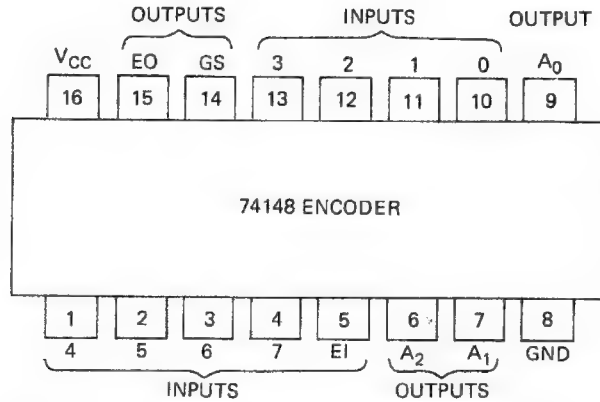 OUTPUTS INPUTS OUTPUT
VCC EO GS 3 2 1 0 A0
16 15 14 13 12 11 10 9
74148 ENCODER
1 2 3 4 5 6 7 8
4 5 6 7 EI A2 A1 GND
INPUTS OUTPUTS